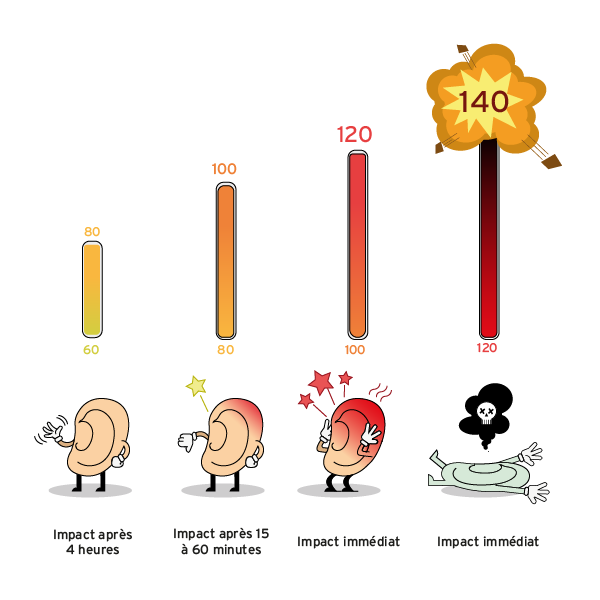 140
120
100
80
60
80
100
120
Impact après
4 heures
Impact après 15
à 60 minutes
Impact immédiat
Impact immédiat